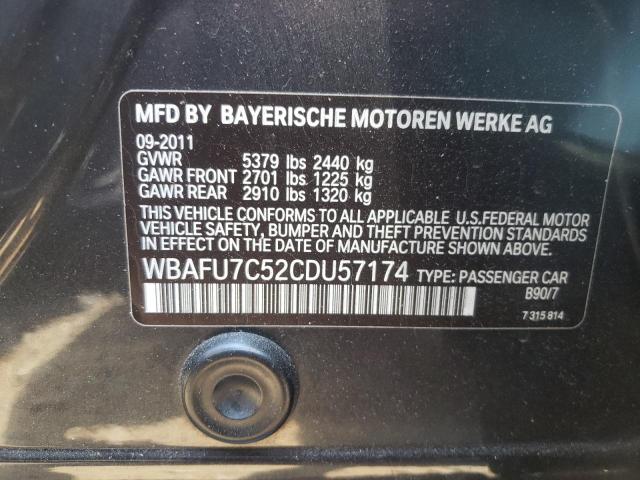 MFD BY BAYERISCHE MOTOREN WERKE AG
09-2011
GVWR 5379 lbs 2440 kg
GAWR FRONT 2701 lbs 1225 kg
GAWR REAR 2910 lbs 1320 kg
THIS VEHICLE CONFORMS TO ALL APPLICABLE U.S.FEDERAL MOTOR
VEHICLE SAFETY, BUMPER AND THEFT PREVENTION STANDARDS
IN EFFECT ON THE DATE OF MANUFACTURE SHOWN ABOVE.
WBAFU7C52CDU57174 TYPE: PASSENGER CAR
B90/7
7 315 814